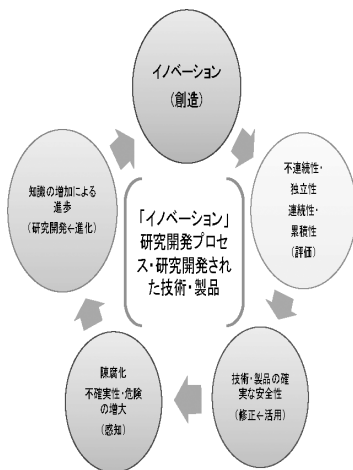 イノベーション
(創造)
不連続性・
独立性
連続性・
累積性
(評価)
技術・製品の確
実な安全性
(修正←活用)
陳腐化
不確実性・危険
の増大
(感知)
知識の増加による
進歩
(研究開発←進化)
「イノベーション」
研究開発プロセ
ス・研究開発され
た技術・製品